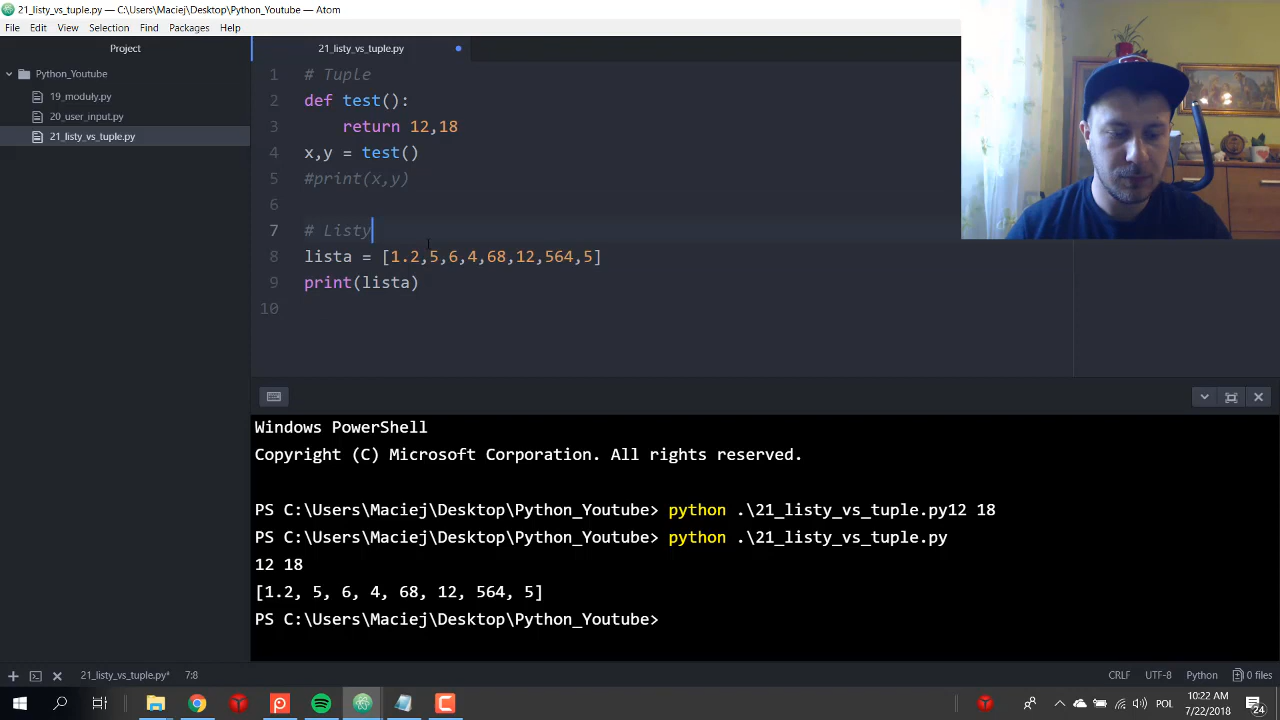 21_listy_vs_tuple.py — C:\Users\Maciej\Desktop\Python_Youtube — Atom
File Edit View Selection Find Packages Help
Project
21_listy_vs_tuple.py
Python_Youtube
19_moduly.py
20_user_input.py
21_listy_vs_tuple.py
1 # Tuple
2 def test():
3 return 12,18
4 x,y = test()
5 #print(x,y)
6
7 # Listy
8 lista = [1.2,5,6,4,68,12,564,5]
9 print(lista)
10
Windows PowerShell
Copyright (C) Microsoft Corporation. All rights reserved.
PS C:\Users\Maciej\Desktop\Python_Youtube> python .\21_listy_vs_tuple.py12 18
PS C:\Users\Maciej\Desktop\Python_Youtube> python .\21_listy_vs_tuple.py
12 18
[1.2, 5, 6, 4, 68, 12, 564, 5]
PS C:\Users\Maciej\Desktop\Python_Youtube>
21_listy_vs_tuple.py* 7:8 CRLF UTF-8 Python 0 files
POL 10:22 AM
7/22/2018 24